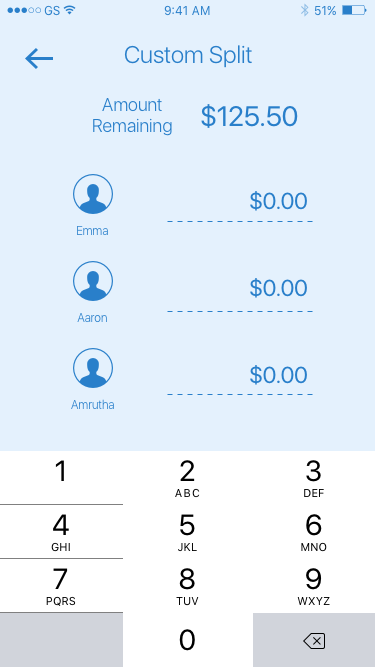 GS 9:41 AM 51%
Custom Split
Amount
Remaining
$125.50
$0.00
Emma
$0.00
Aaron
$0.00
Amrutha
1 2 3
ABC DEF
4 5 6
GHI JKL MNO
7 8 9
PQRS TUV WXYZ
0